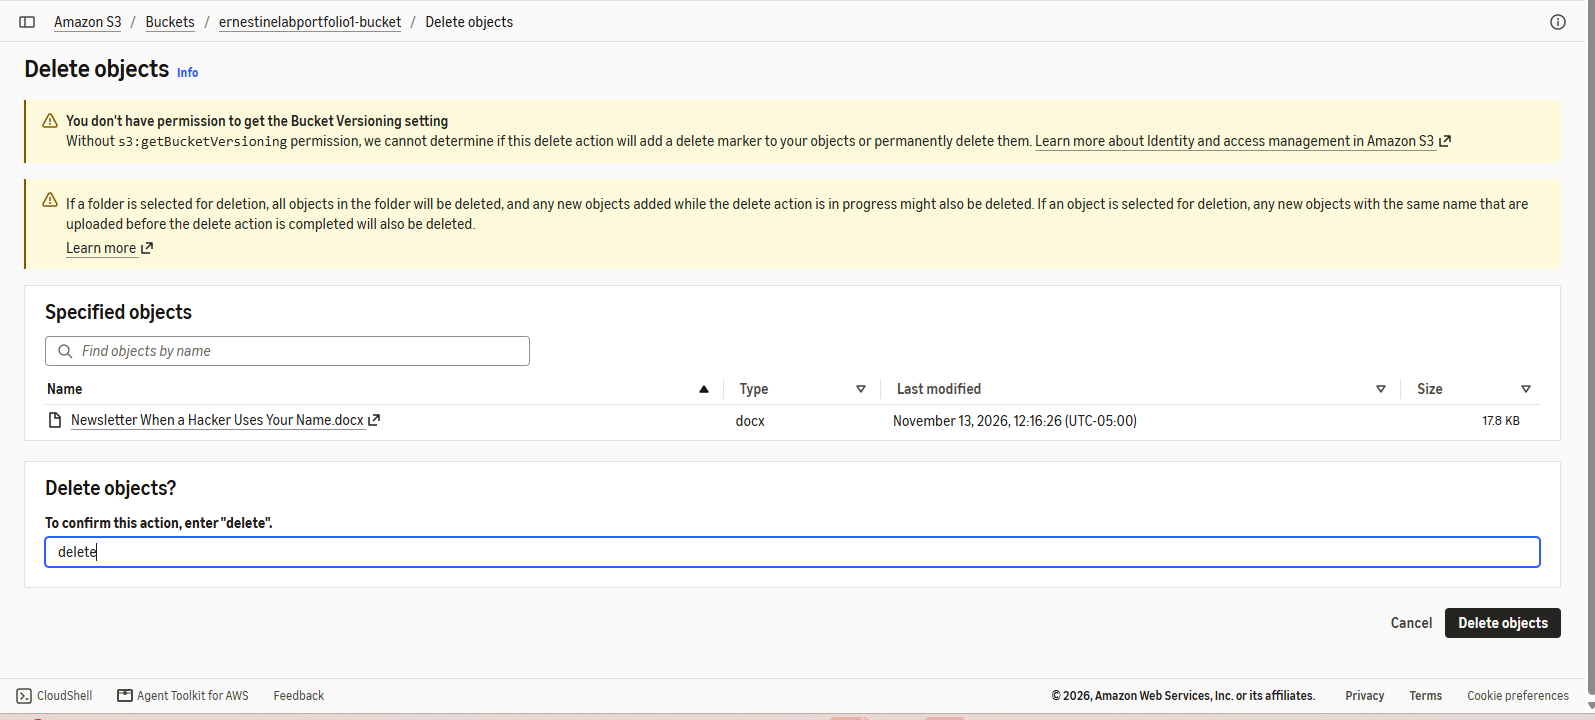 Amazon S3 / Buckets / ernestinelabportfolio1-bucket / Delete objects
Delete objects Info
You don't have permission to get the Bucket Versioning setting
Without s3:getBucketVersioning permission, we cannot determine if this delete action will add a delete marker to your objects or permanently delete them. Learn more about Identity and access management in Amazon S3
If a folder is selected for deletion, all objects in the folder will be deleted, and any new objects added while the delete action is in progress might also be deleted. If an object is selected for deletion, any new objects with the same name that are
uploaded before the delete action is completed will also be deleted.
Learn more
Specified objects
Find objects by name
Name Type Last modified Size
Newsletter When a Hacker Uses Your Name.docx docx November 13, 2026, 12:16:26 (UTC-05:00) 17.8 KB
Delete objects?
To confirm this action, enter "delete".
delete
Cancel Delete objects
CloudShell Agent Toolkit for AWS Feedback © 2026, Amazon Web Services, Inc. or its affiliates. Privacy Terms Cookie preferences